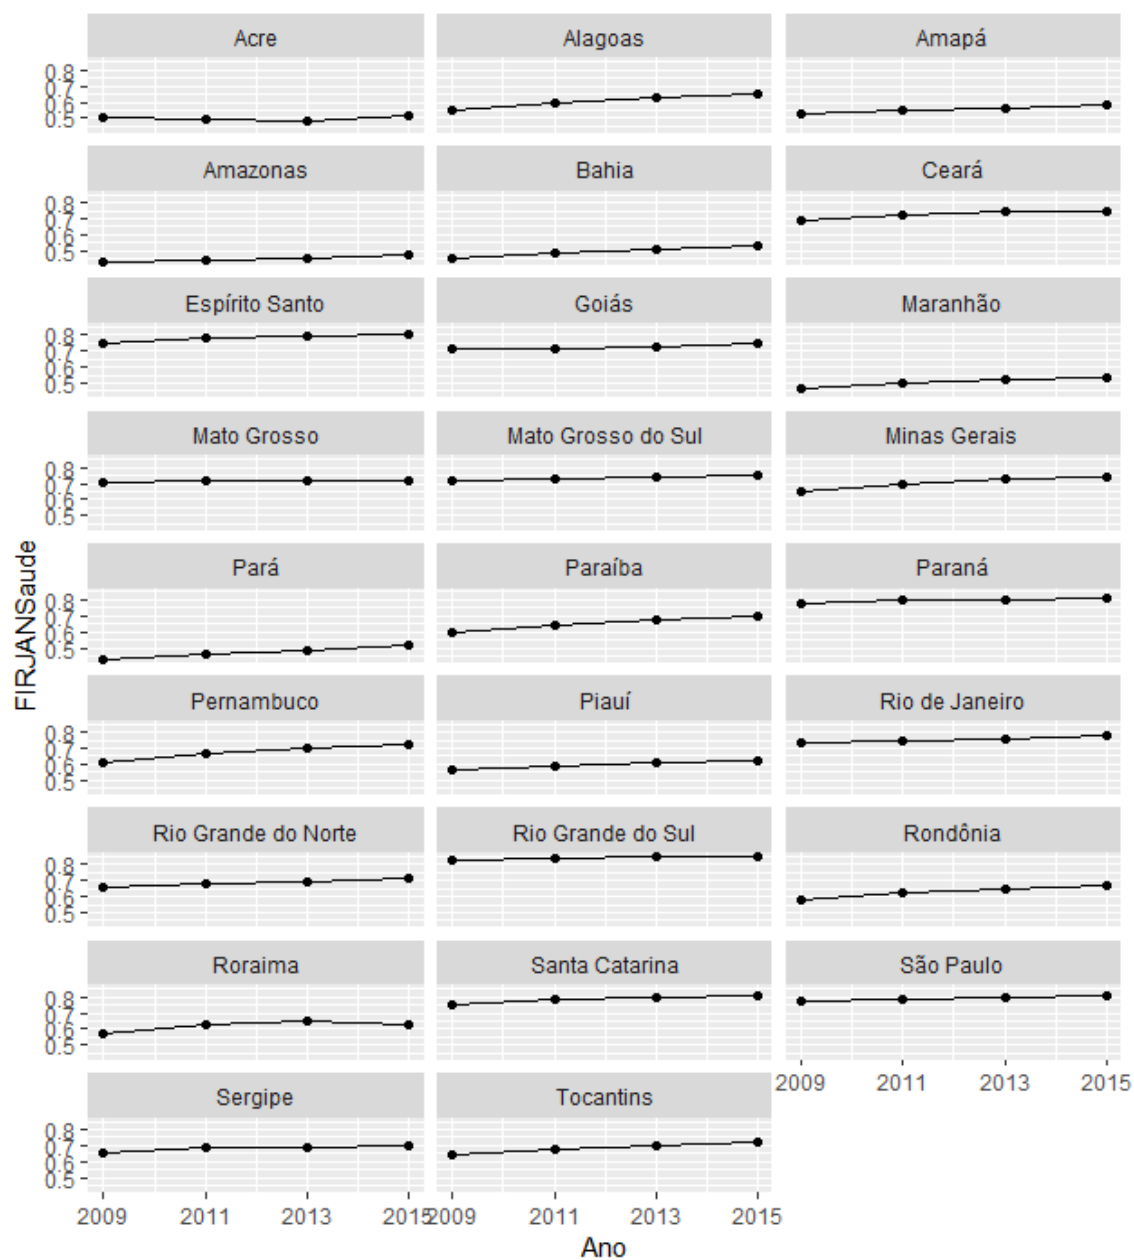 Acre Alagoas Amapá
0.8
0.7
0.6
0.5
Amazonas Bahia Ceará
0.8
0.7
0.6
0.5
Espírito Santo Goiás Maranhão
0.8
0.7
0.6
0.5
Mato Grosso Mato Grosso do Sul Minas Gerais
0.8
0.7
0.6
0.5
FIRJANSaude
Pará Paraíba Paraná
0.8
0.7
0.6
0.5
Pernambuco Piauí Rio de Janeiro
0.8
0.7
0.6
0.5
Rio Grande do Norte Rio Grande do Sul Rondônia
0.8
0.7
0.6
0.5
Roraima Santa Catarina São Paulo
0.8
0.7
0.6
0.5
2009 2011 2013 2015
Sergipe Tocantins
0.8
0.7
0.6
0.5
2009 2011 2013 2015 2009 2011 2013 2015
Ano